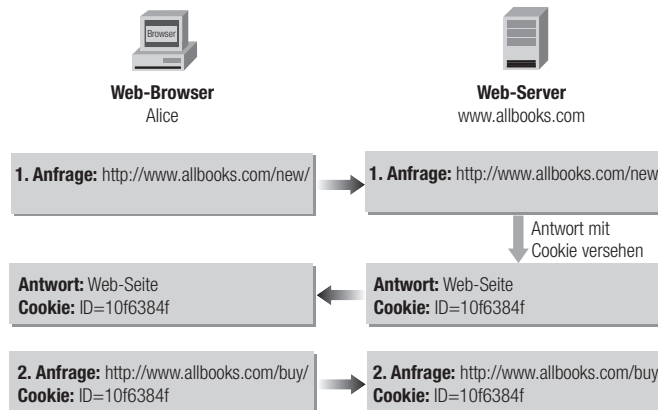 Browser
Web-Browser
Alice
Web-Server
www.allbooks.com
1. Anfrage: http://www.allbooks.com/new/
1. Anfrage: http://www.allbooks.com/new
Antwort mit
Cookie versehen
Antwort: Web-Seite
Cookie: ID=10f6384f
Antwort: Web-Seite
Cookie: ID=10f6384f
2. Anfrage: http://www.allbooks.com/buy/
Cookie: ID=10f6384f
2. Anfrage: http://www.allbooks.com/buy
Cookie: ID=10f6384f